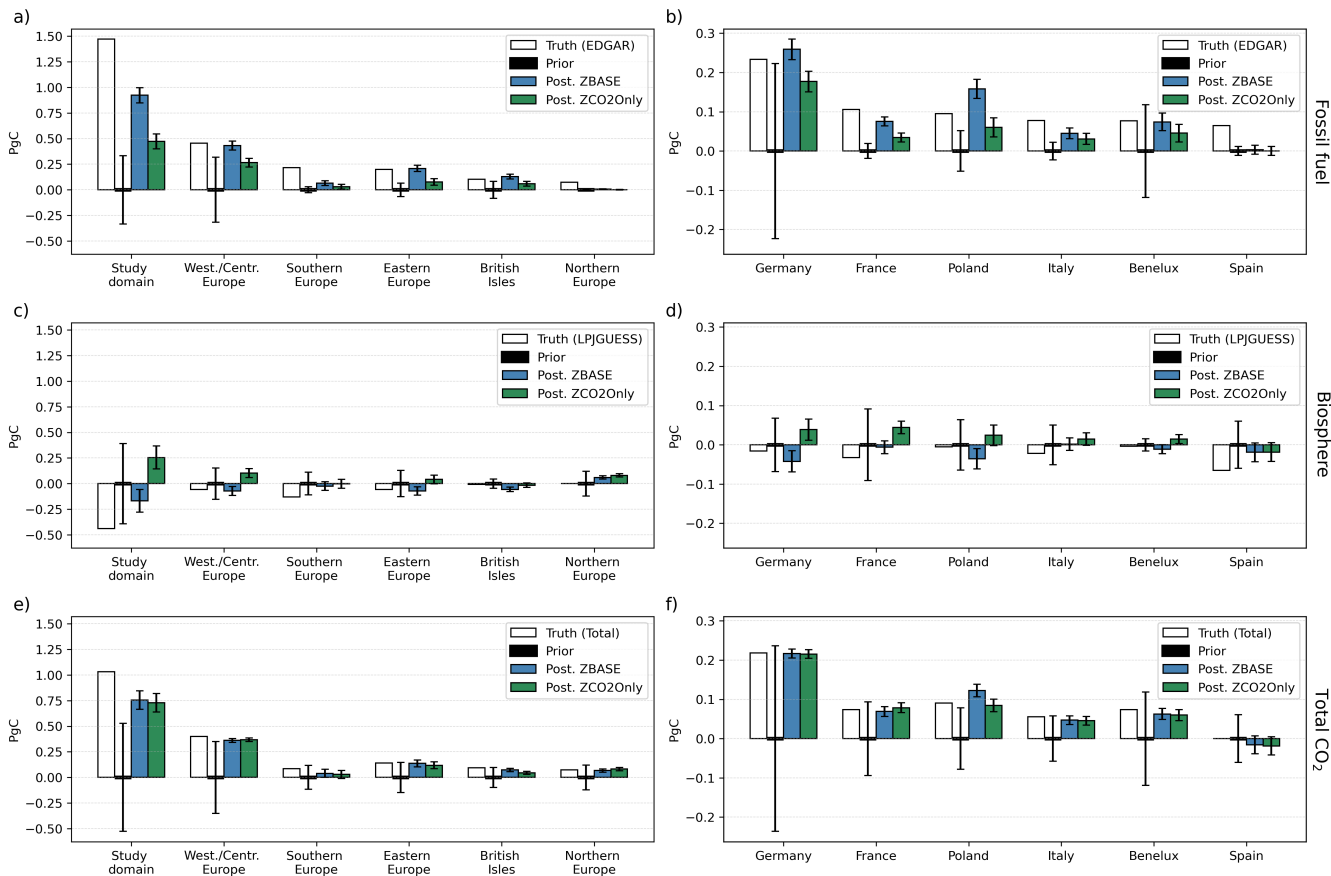 a)
1.50
1.25
1.00
0.75
0.50
0.25
0.00
−0.25
−0.50
PgC
Truth (EDGAR)
Prior
Post. ZBASE
Post. ZCO2Only
Study
domain
West./Centr.
Europe
Southern
Europe
Eastern
Europe
British
Isles
Northern
Europe
b)
0.3
0.2
0.1
0.0
−0.1
−0.2
PgC
Truth (EDGAR)
Prior
Post. ZBASE
Post. ZCO2Only
Germany
France
Poland
Italy
Benelux
Spain
Fossil fuel
c)
1.50
1.25
1.00
0.75
0.50
0.25
0.00
−0.25
−0.50
PgC
Truth (LPJGUESS)
Prior
Post. ZBASE
Post. ZCO2Only
Study
domain
West./Centr.
Europe
Southern
Europe
Eastern
Europe
British
Isles
Northern
Europe
d)
0.3
0.2
0.1
0.0
−0.1
−0.2
PgC
Truth (LPJGUESS)
Prior
Post. ZBASE
Post. ZCO2Only
Germany
France
Poland
Italy
Benelux
Spain
Biosphere
e)
1.50
1.25
1.00
0.75
0.50
0.25
0.00
−0.25
−0.50
PgC
Truth (Total)
Prior
Post. ZBASE
Post. ZCO2Only
Study
domain
West./Centr.
Europe
Southern
Europe
Eastern
Europe
British
Isles
Northern
Europe
f)
0.3
0.2
0.1
0.0
−0.1
−0.2
PgC
Truth (Total)
Prior
Post. ZBASE
Post. ZCO2Only
Germany
France
Poland
Italy
Benelux
Spain
Total CO₂